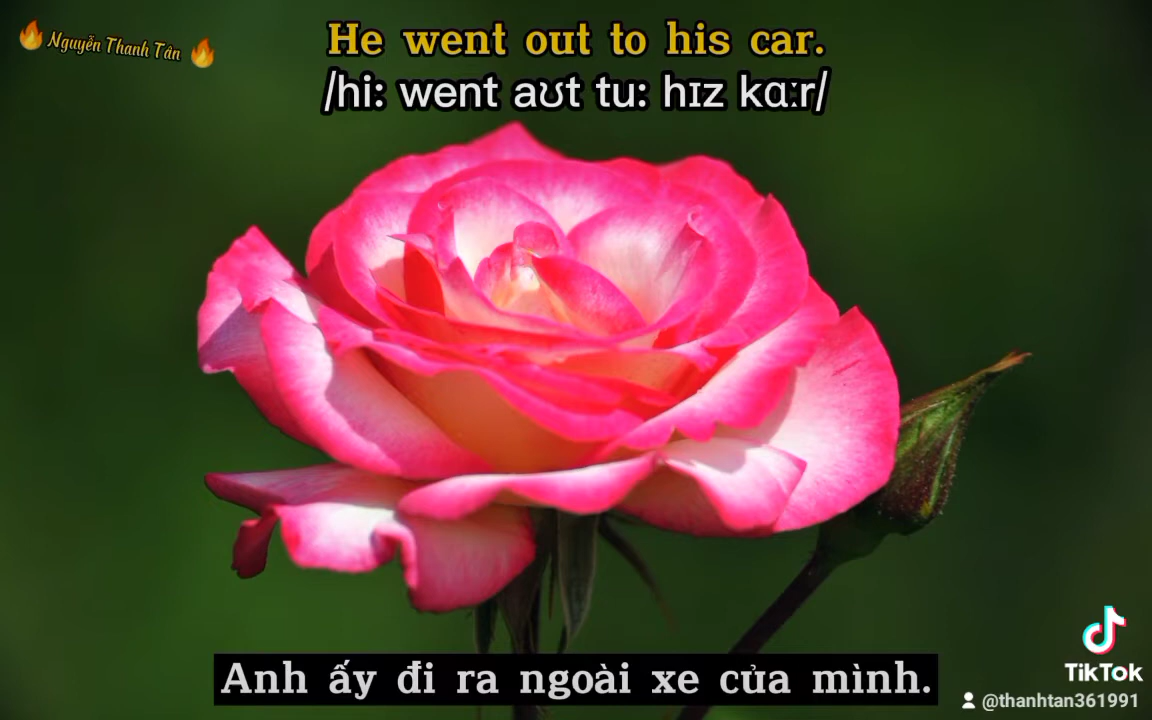 Nguyễn Thanh Tân
He went out to his car.
/hi: went aʊt tu: hɪz kɑːr/
Anh ấy đi ra ngoài xe của mình.
TikTok
@thanhtan361991